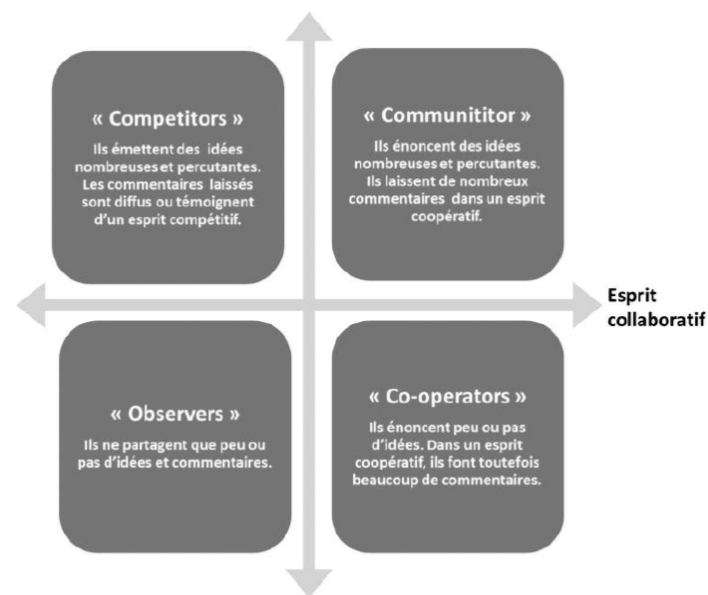 « Competitors »
Ils émettent des idées
nombreuses et percutantes.
Les commentaires laissés
sont diffus ou témoignent
d'un esprit compétitif.
« Communititor »
Ils énoncent des idées
nombreuses et percutantes.
Ils laissent de nombreux
commentaires dans un esprit
coopératif.
Esprit
collaboratif
« Observers »
Ils ne partagent que peu ou
pas d'idées et commentaires.
« Co-operators »
Ils énoncent peu ou pas
d'idées. Dans un esprit
coopératif, ils font toutefois
beaucoup de commentaires.